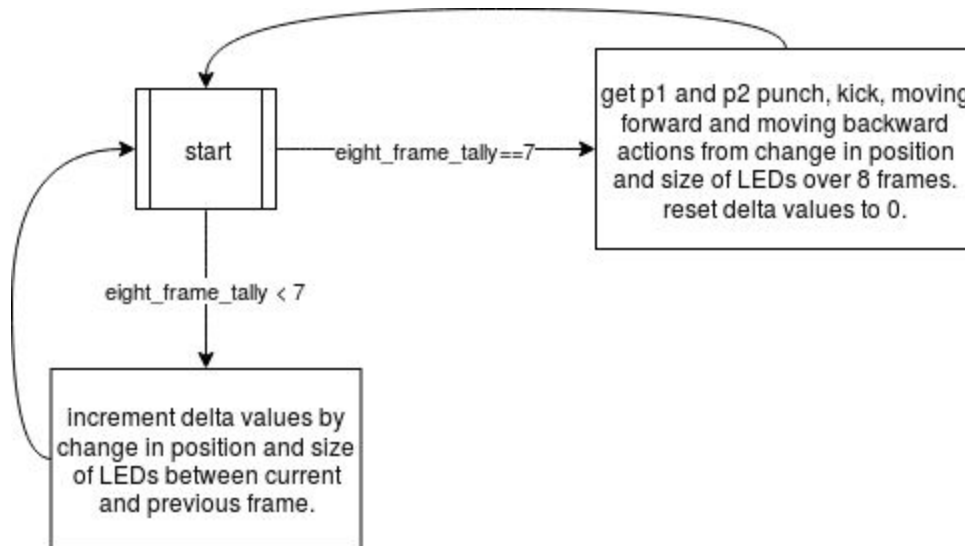 start
eight_frame_tally==7
get p1 and p2 punch, kick, moving
forward and moving backward
actions from change in position
and size of LEDs over 8 frames.
reset delta values to 0.
eight_frame_tally < 7
increment delta values by
change in position and size
of LEDs between current
and previous frame.